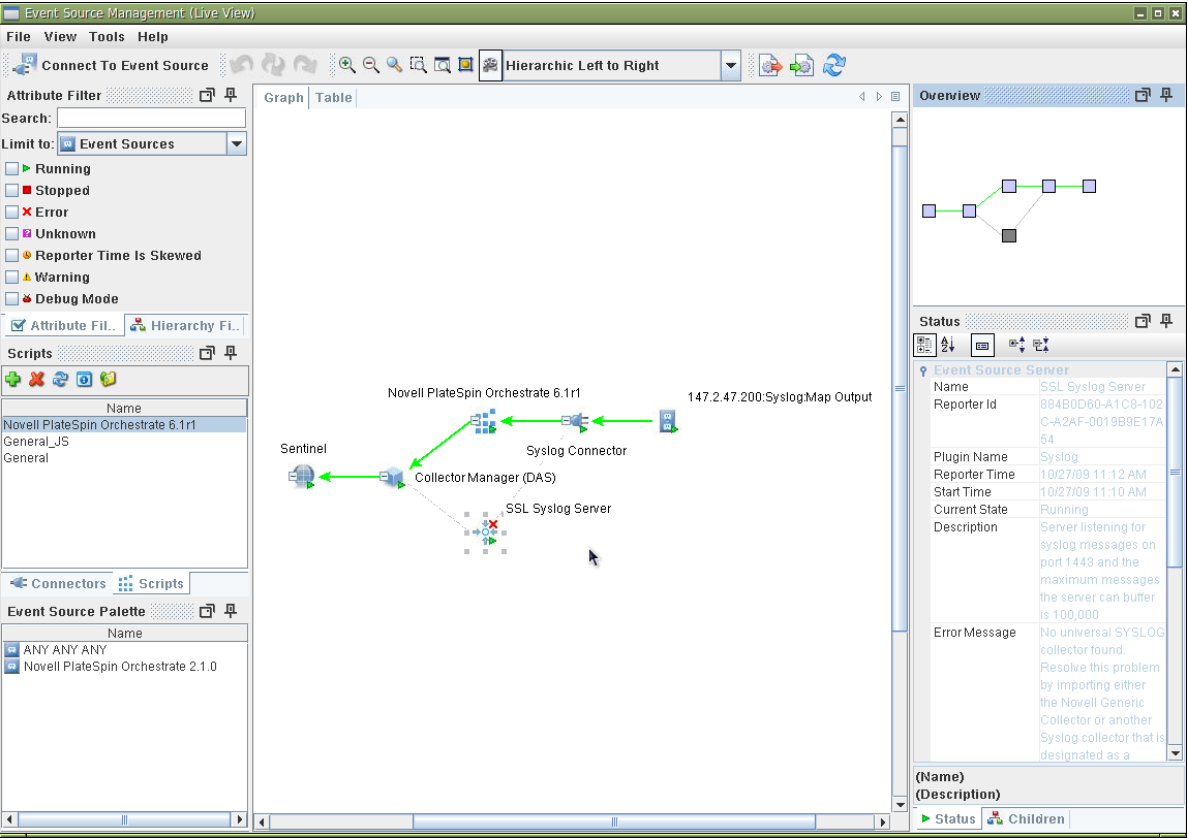 Event Source Management (Live View)
File View Tools Help
Connect To Event Source
Hierarchic Left to Right
Attribute Filter
Search:
Limit to: Event Sources
Running
Stopped
Error
Unknown
Reporter Time Is Skewed
Warning
Debug Mode
Attribute Fil.. Hierarchy Fi..
Scripts
Name
Novell PlateSpin Orchestrate 6.1r1
General_JS
General
Connectors Scripts
Event Source Palette
Name
ANY ANY ANY
Novell PlateSpin Orchestrate 2.1.0
Graph Table
Novell PlateSpin Orchestrate 6.1r1
147.2.47.200:Syslog:Map Output
Sentinel
Syslog Connector
Collector Manager (DAS)
SSL Syslog Server
Overview
Status
Event Source Server
Name SSL Syslog Server
Reporter Id 884B0D60-A1C8-102
C-A2AF-0019B9E17A
54
Plugin Name Syslog
Reporter Time 10/27/09 11:12 AM
Start Time 10/27/09 11:10 AM
Current State Running
Description Server listening for
syslog messages on
port 1443 and the
maximum messages
the server can buffer
is 100,000
Error Message No universal SYSLOG
collector found.
Resolve this problem
by importing either
the Novell Generic
Collector or another
Syslog collector that is
designated as a
(Name)
(Description)
Status Children